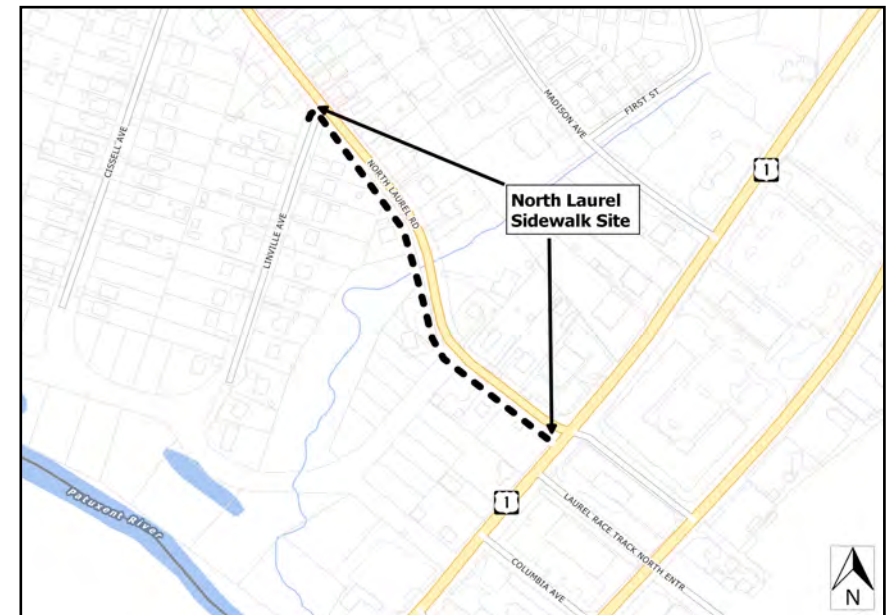 CISSELL AVE
LINVILLE AVE
NORTH LAUREL RD
MADISON AVE
FIRST ST
1
North Laurel
Sidewalk Site
1
LAUREL RACE TRACK NORTH ENTR
COLUMBIA AVE
Patuxent River
N